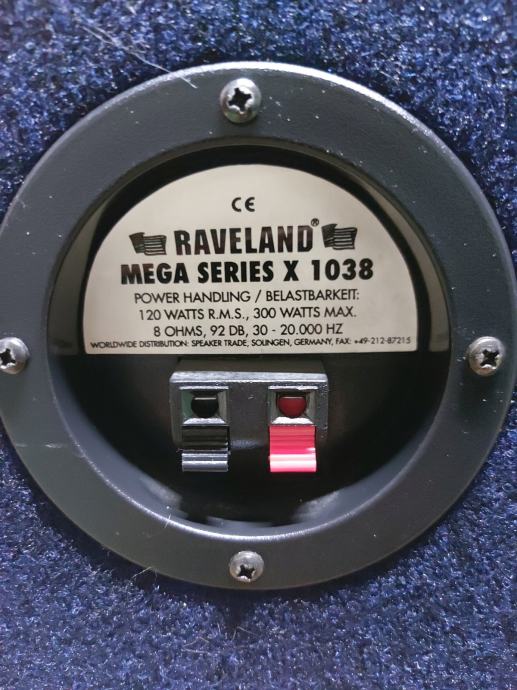 CE
RAVELAND®
MEGA SERIES X 1038
POWER HANDLING / BELASTBARKEIT:
120 WATTS R.M.S., 300 WATTS MAX.
8 OHMS, 92 DB, 30 - 20.000 HZ
WORLDWIDE DISTRIBUTION: SPEAKER TRADE, SOLINGEN, GERMANY, FAX: +49-212-87215